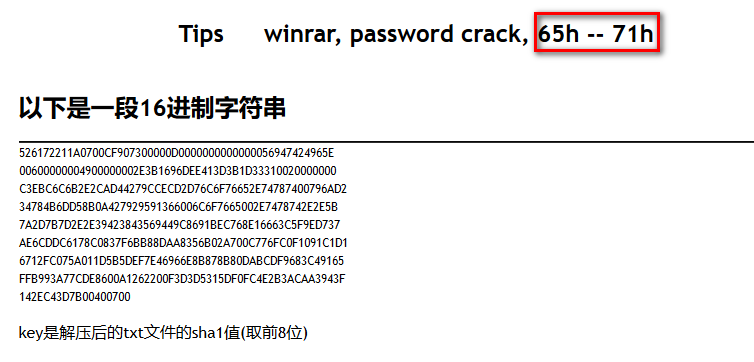 Tips winrar, password crack, 65h -- 71h
以下是一段16进制字符串
526172211A0700CF907300000D0000000000000056947424965E
00600000004900000002E3B1696DEE413D3B1D33310020000000
C3EBC6C6B2E2CAD44279CCECD2D76C6F76652E74787400796AD2
34784B6DD58B0A427929591366006C6F7665002E7478742E2E5B
7A2D7B7D2E2E39423843569449C8691BEC768E16663C5F9ED737
AE6CDDC6178C0837F6BB88DAA8356B02A700C776FC0F1091C1D1
6712FC075A011D5B5DEF7E46966E8B878B80DABCDF9683C49165
FFB993A77CDE8600A1262200F3D3D5315DF0FC4E2B3ACAA3943F
142EC43D7B00400700
key是解压后的txt文件的sha1值(取前8位)